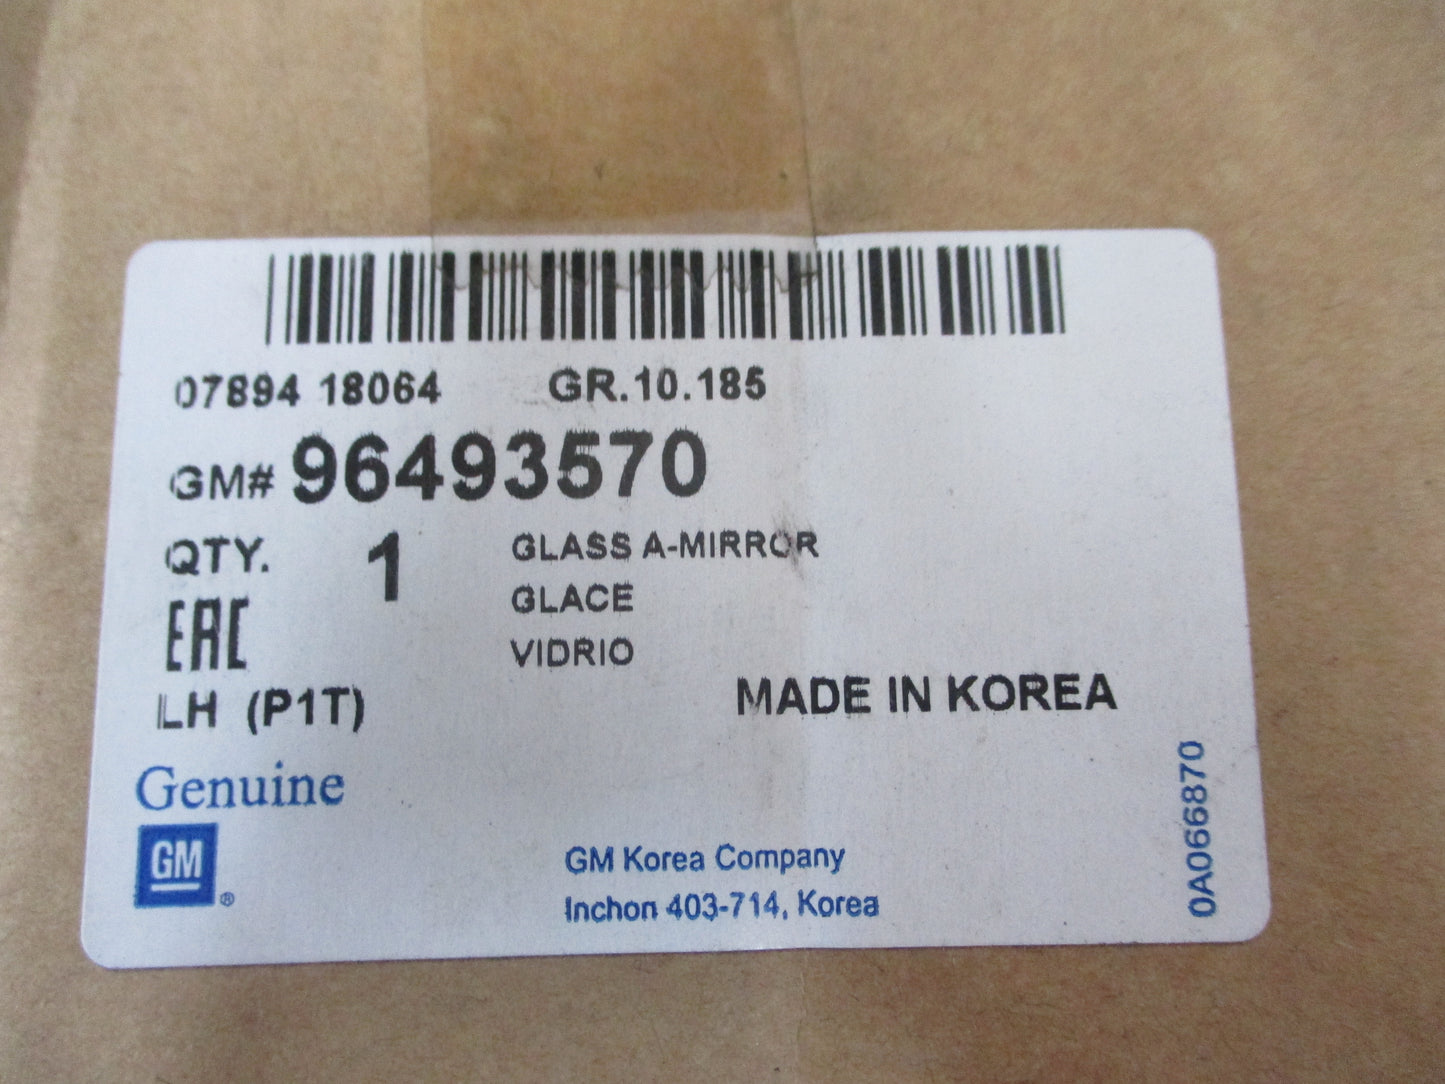 07894 18064 GR.10.185
GM# 96493570
QTY. 1 GLASS A-MIRROR
GLACE
EAC
VIDRIO
LH (P1T)
MADE IN KOREA
Genuine
GM ®
GM Korea Company
Inchon 403-714, Korea
0A066870